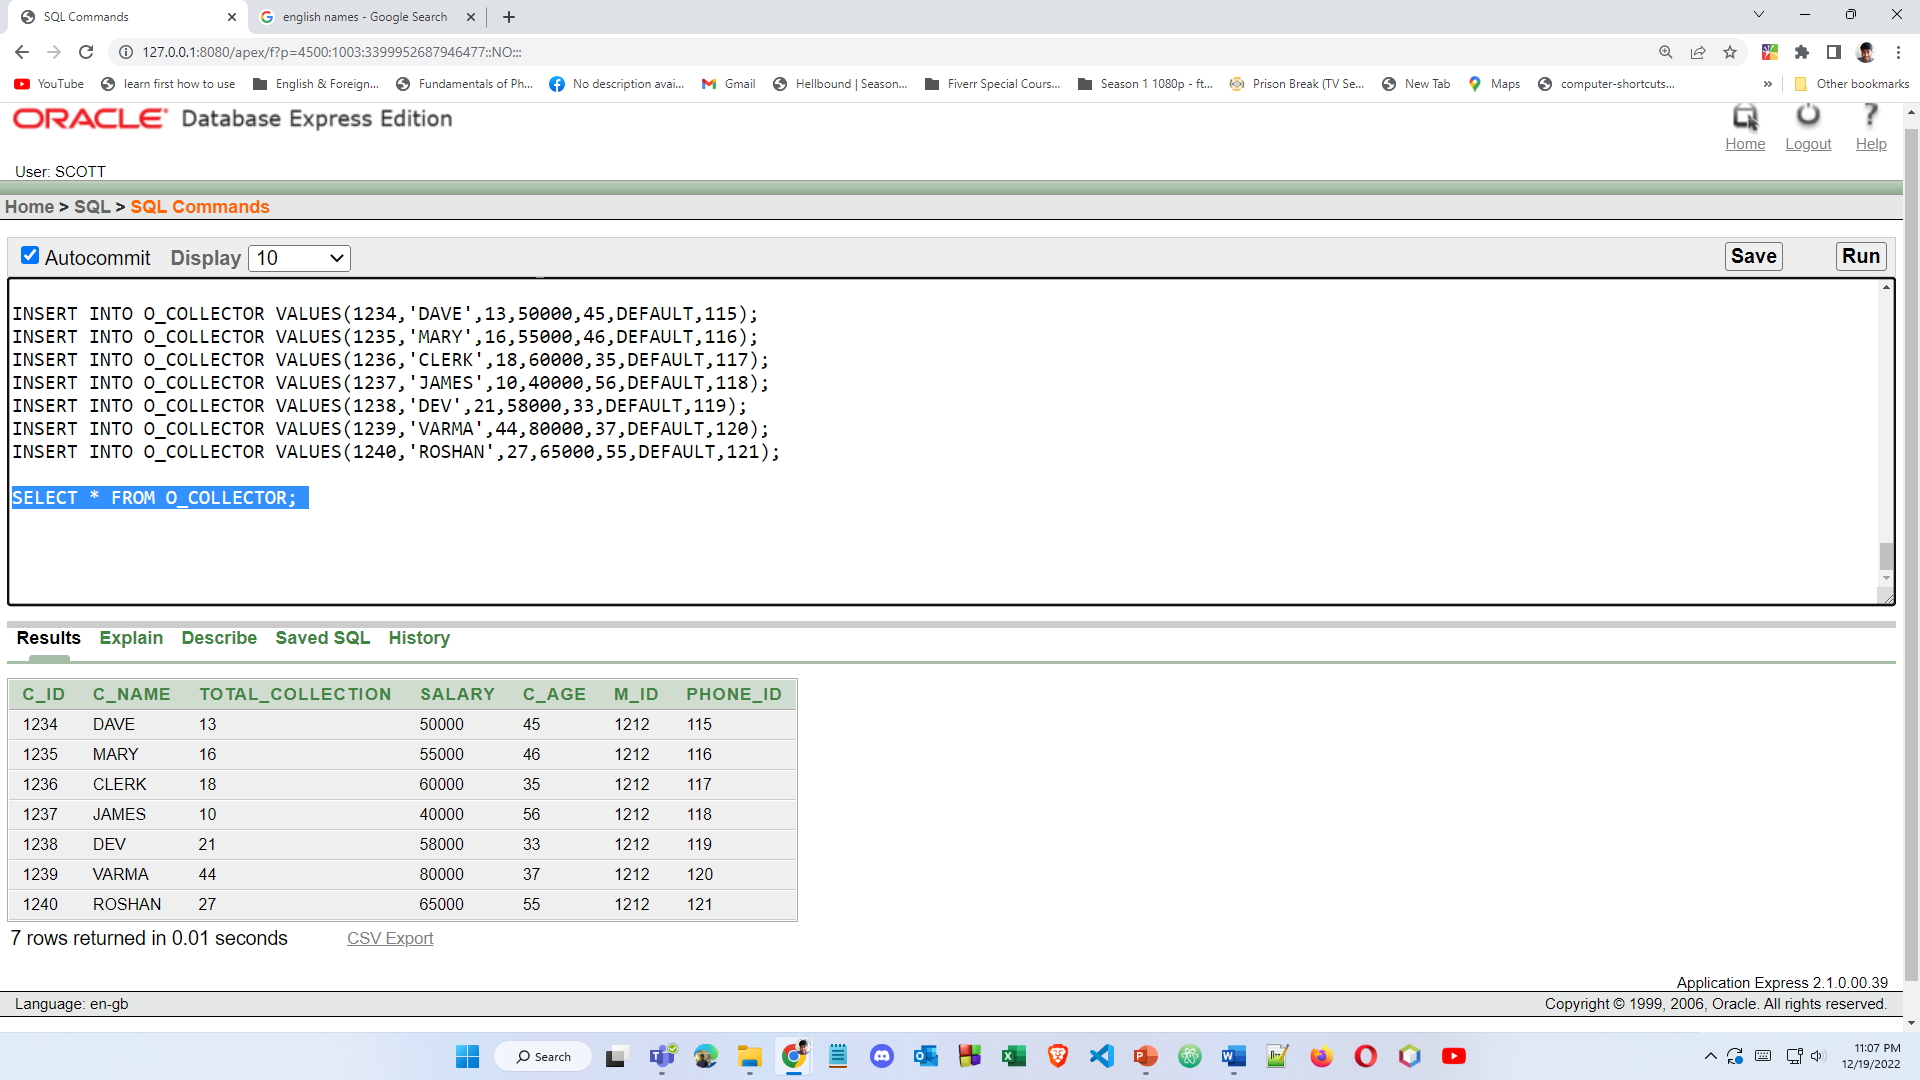 SQL Commands
english names - Google Search
127.0.0.1:8080/apex/f?p=4500:1003:3399952687946477::NO:::
YouTube
learn first how to use
English & Foreign...
Fundamentals of Ph...
No description avai...
Gmail
Hellbound | Season...
Fiverr Special Cours...
Season 1 1080p - ft...
Prison Break (TV Se...
New Tab
Maps
computer-shortcuts...
»
Other bookmarks
ORACLE Database Express Edition
Home Logout Help
User: SCOTT
Home > SQL > SQL Commands
Autocommit Display 10 Save Run
INSERT INTO O_COLLECTOR VALUES(1234,'DAVE',13,50000,45,DEFAULT,115);
INSERT INTO O_COLLECTOR VALUES(1235,'MARY',16,55000,46,DEFAULT,116);
INSERT INTO O_COLLECTOR VALUES(1236,'CLERK',18,60000,35,DEFAULT,117);
INSERT INTO O_COLLECTOR VALUES(1237,'JAMES',10,40000,56,DEFAULT,118);
INSERT INTO O_COLLECTOR VALUES(1238,'DEV',21,58000,33,DEFAULT,119);
INSERT INTO O_COLLECTOR VALUES(1239,'VARMA',44,80000,37,DEFAULT,120);
INSERT INTO O_COLLECTOR VALUES(1240,'ROSHAN',27,65000,55,DEFAULT,121);
SELECT * FROM O_COLLECTOR;
Results Explain Describe Saved SQL History
C_ID C_NAME TOTAL_COLLECTION SALARY C_AGE M_ID PHONE_ID
1234 DAVE 13 50000 45 1212 115
1235 MARY 16 55000 46 1212 116
1236 CLERK 18 60000 35 1212 117
1237 JAMES 10 40000 56 1212 118
1238 DEV 21 58000 33 1212 119
1239 VARMA 44 80000 37 1212 120
1240 ROSHAN 27 65000 55 1212 121
7 rows returned in 0.01 seconds CSV Export
Application Express 2.1.0.00.39
Language: en-gb Copyright © 1999, 2006, Oracle. All rights reserved.
Search
11:07 PM
12/19/2022